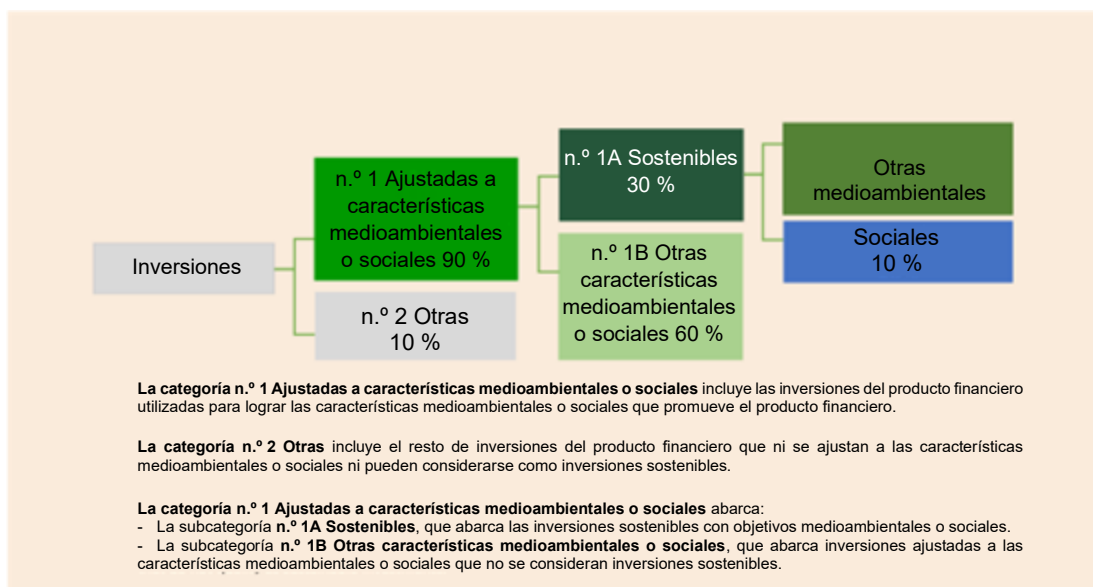 Inversiones
n.º 1 Ajustadas a
características
medioambientales
o sociales 90 %
n.º 2 Otras
10 %
n.º 1A Sostenibles
30 %
n.º 1B Otras
características
medioambientales
o sociales 60 %
Otras
medioambientales
Sociales
10 %
La categoría n.º 1 Ajustadas a características medioambientales o sociales incluye las inversiones del producto financiero
utilizadas para lograr las características medioambientales o sociales que promueve el producto financiero.
La categoría n.º 2 Otras incluye el resto de inversiones del producto financiero que ni se ajustan a las características
medioambientales o sociales ni pueden considerarse como inversiones sostenibles.
La categoría n.º 1 Ajustadas a características medioambientales o sociales abarca:
- La subcategoría n.º 1A Sostenibles, que abarca las inversiones sostenibles con objetivos medioambientales o sociales.
- La subcategoría n.º 1B Otras características medioambientales o sociales, que abarca inversiones ajustadas a las
características medioambientales o sociales que no se consideran inversiones sostenibles.